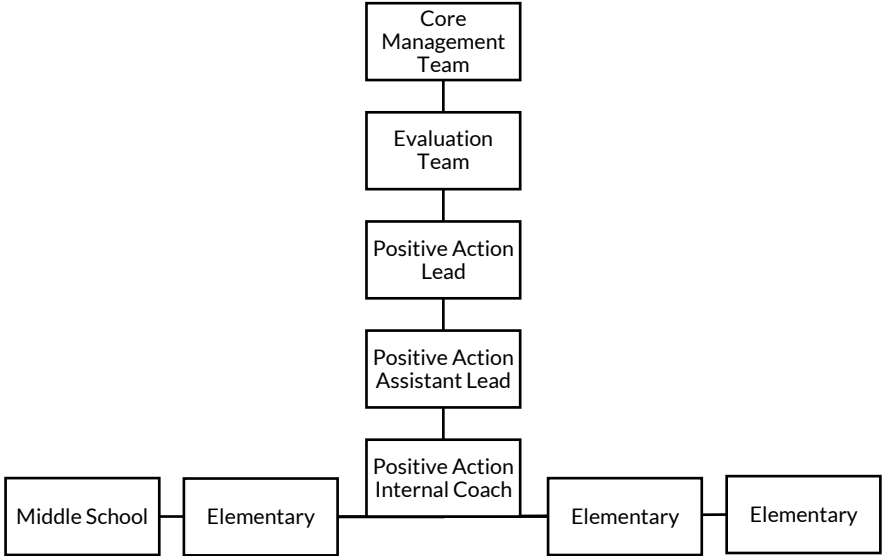 Core
Management
Team
Evaluation
Team
Positive Action
Lead
Positive Action
Assistant Lead
Positive Action
Internal Coach
Middle School
Elementary
Elementary
Elementary